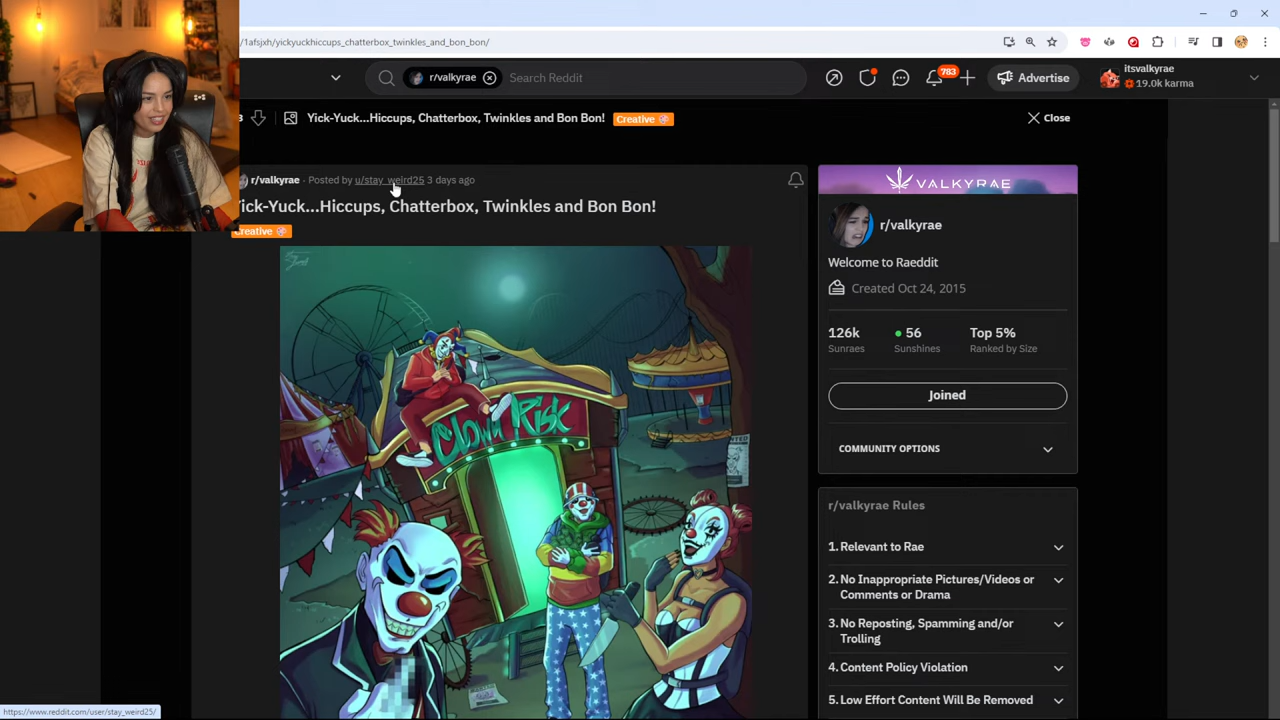 1afsjxh/yickyuckhiccups_chatterbox_twinkles_and_bon_bon/
r/valkyrae
Search Reddit
783
Advertise
itsvalkyrae
19.0k karma
Yick-Yuck...Hiccups, Chatterbox, Twinkles and Bon Bon!
Creative
Close
r/valkyrae · Posted by u/stay_weird25 3 days ago
ick-Yuck...Hiccups, Chatterbox, Twinkles and Bon Bon!
Creative
Clown Risk
WANTED
VALKYRAE
r/valkyrae
Welcome to Raeddit
Created Oct 24, 2015
126k
56
Top 5%
Sunraes
Sunshines
Ranked by Size
Joined
COMMUNITY OPTIONS
r/valkyrae Rules
1. Relevant to Rae
2. No Inappropriate Pictures/Videos or
Comments or Drama
3. No Reposting, Spamming and/or
Trolling
4. Content Policy Violation
5. Low Effort Content Will Be Removed
https://www.reddit.com/user/stay_weird25/